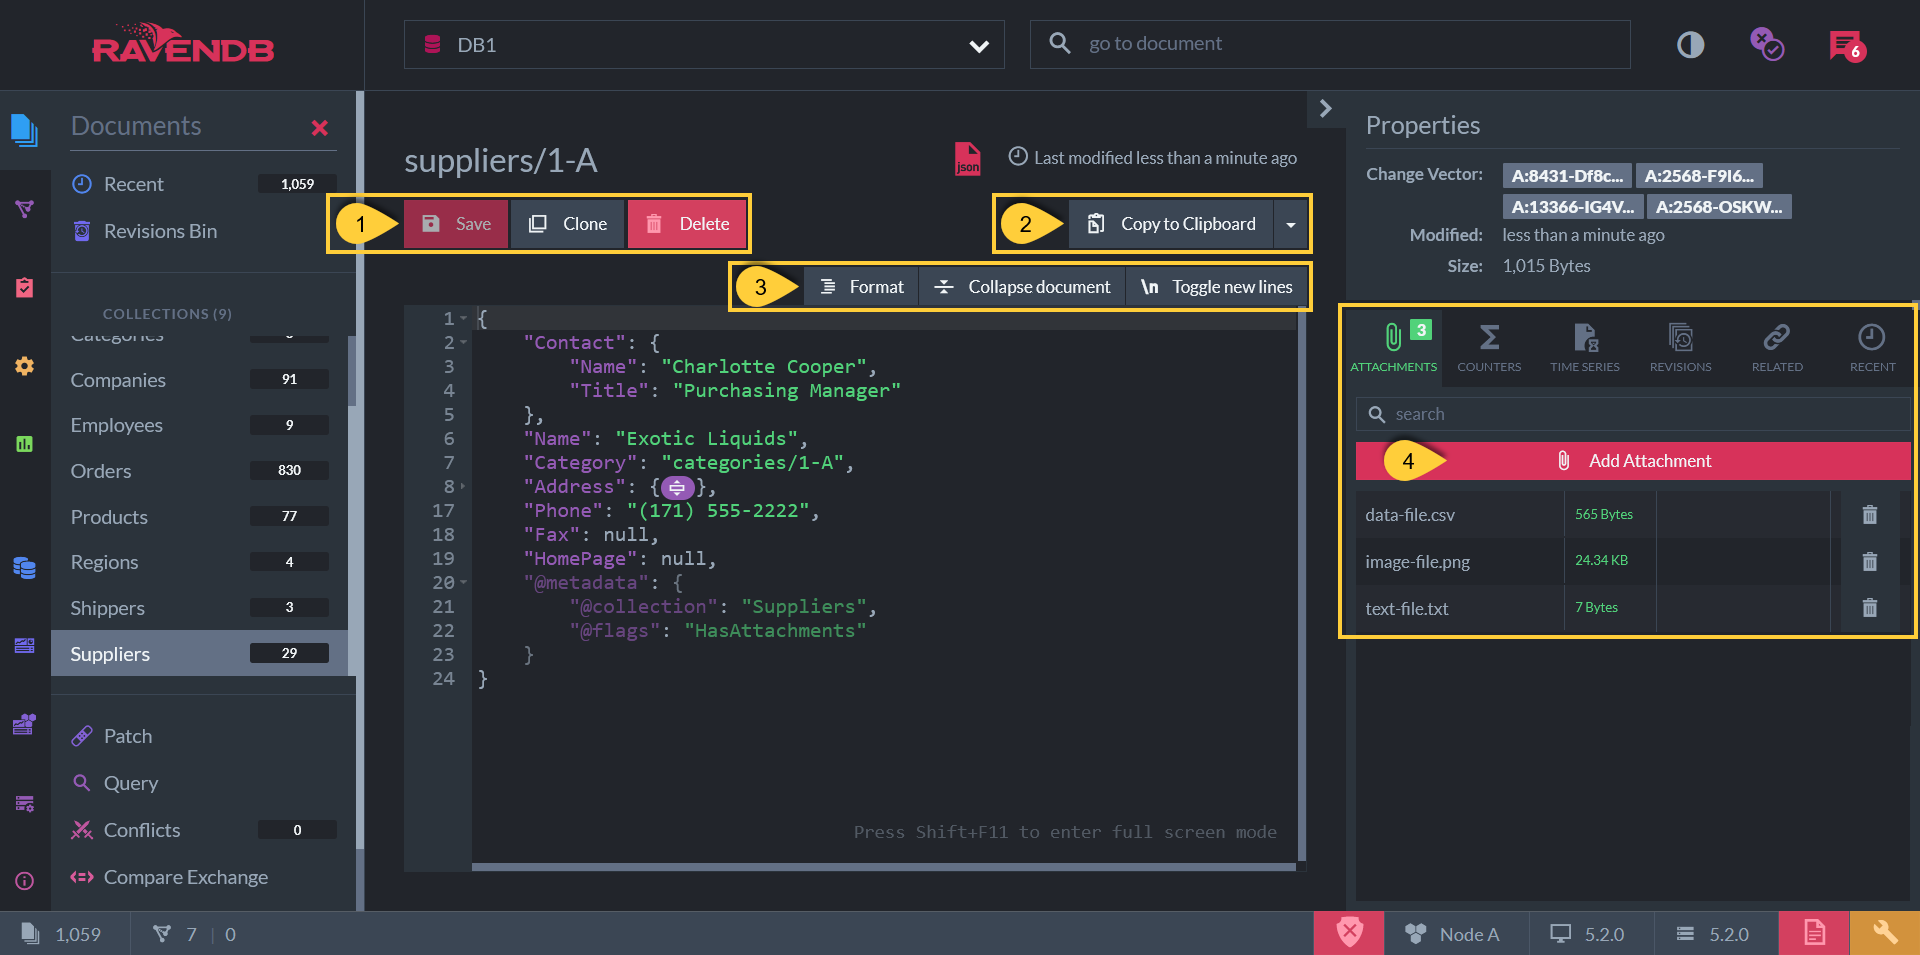 RAVENDB
DB1
go to document
6
Documents
Recent 1,059
Revisions Bin
COLLECTIONS (9)
Categories 8
Companies 91
Employees 9
Orders 830
Products 77
Regions 4
Shippers 3
Suppliers 29
Patch
Query
Conflicts 0
Compare Exchange
suppliers/1-A
json
Last modified less than a minute ago
1 Save Clone Delete
2 Copy to Clipboard
3 Format Collapse document \n Toggle new lines
1 {
2 "Contact": {
3 "Name": "Charlotte Cooper",
4 "Title": "Purchasing Manager"
5 },
6 "Name": "Exotic Liquids",
7 "Category": "categories/1-A",
8 "Address": {},
17 "Phone": "(171) 555-2222",
18 "Fax": null,
19 "HomePage": null,
20 "@metadata": {
21 "@collection": "Suppliers",
22 "@flags": "HasAttachments"
23 }
24 }
Press Shift+F11 to enter full screen mode
Properties
Change Vector: A:8431-Df8c... A:2568-F9I6...
A:13366-IG4V... A:2568-OSKW...
Modified: less than a minute ago
Size: 1,015 Bytes
3
ATTACHMENTS COUNTERS TIME SERIES REVISIONS RELATED RECENT
search
4 Add Attachment
data-file.csv 565 Bytes
image-file.png 24.34 KB
text-file.txt 7 Bytes
1,059 7 | 0 Node A 5.2.0 5.2.0